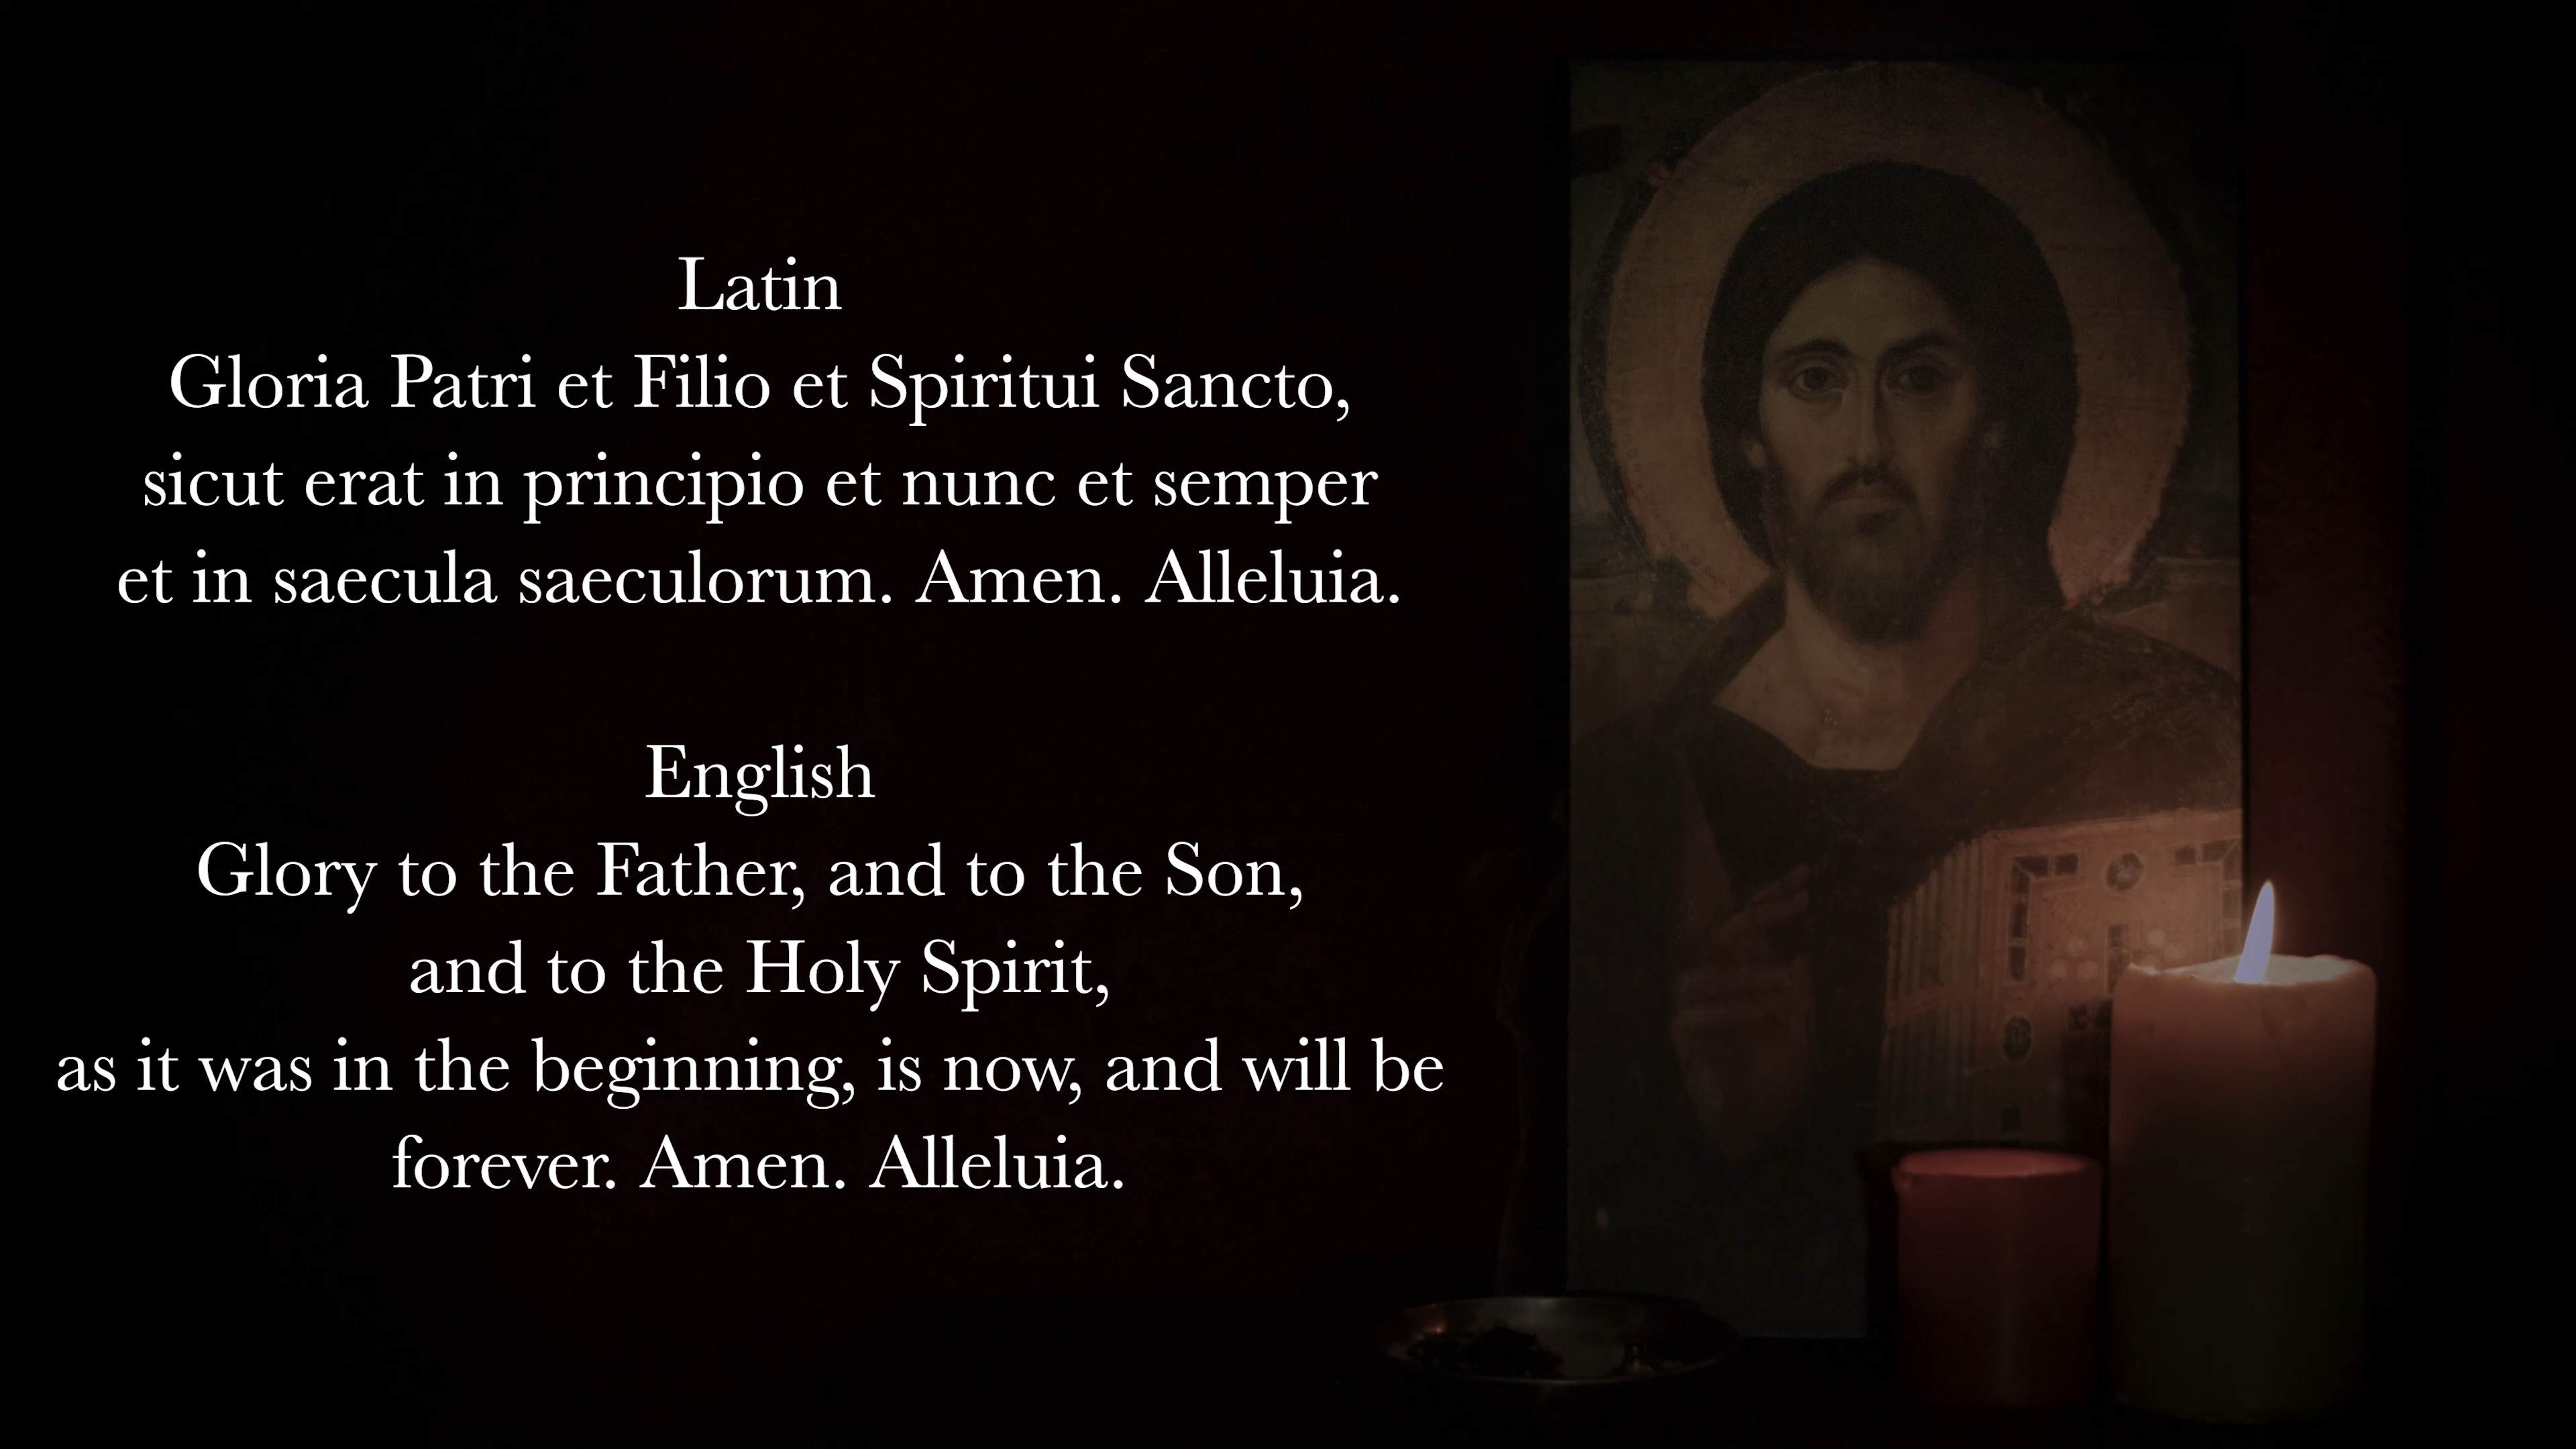 Latin
Gloria Patri et Filio et Spiritui Sancto,
sicut erat in principio et nunc et semper
et in saecula saeculorum. Amen. Alleluia.
English
Glory to the Father, and to the Son,
and to the Holy Spirit,
as it was in the beginning, is now, and will be
forever. Amen. Alleluia.